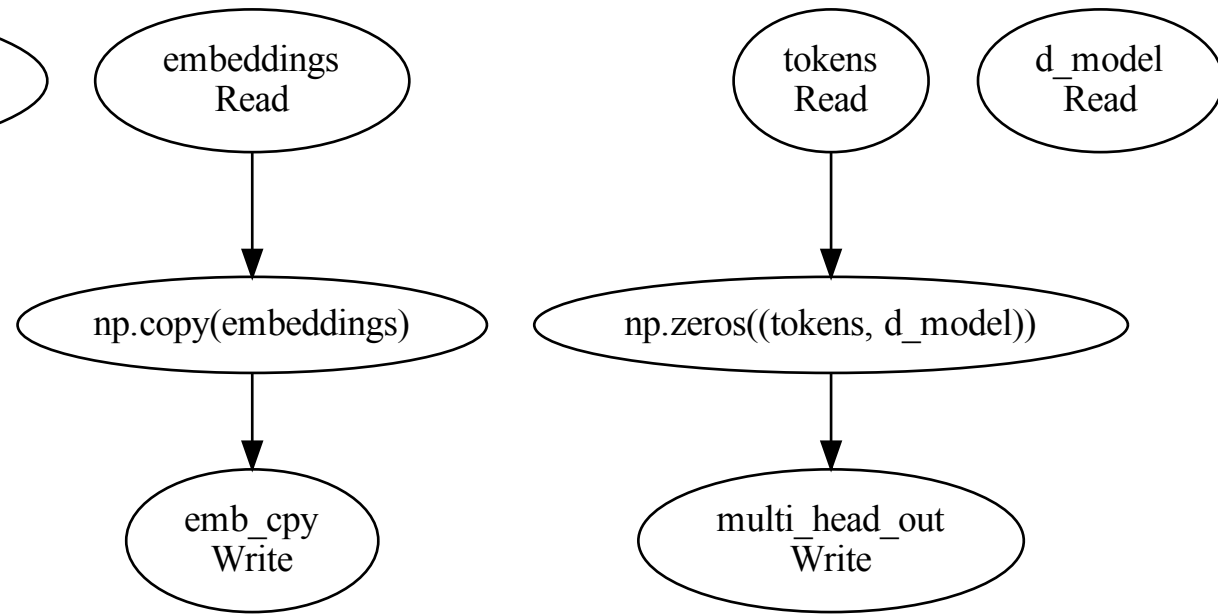 embeddings
Read
tokens
Read
d_model
Read
np.copy(embeddings)
np.zeros((tokens, d_model))
emb_cpy
Write
multi_head_out
Write